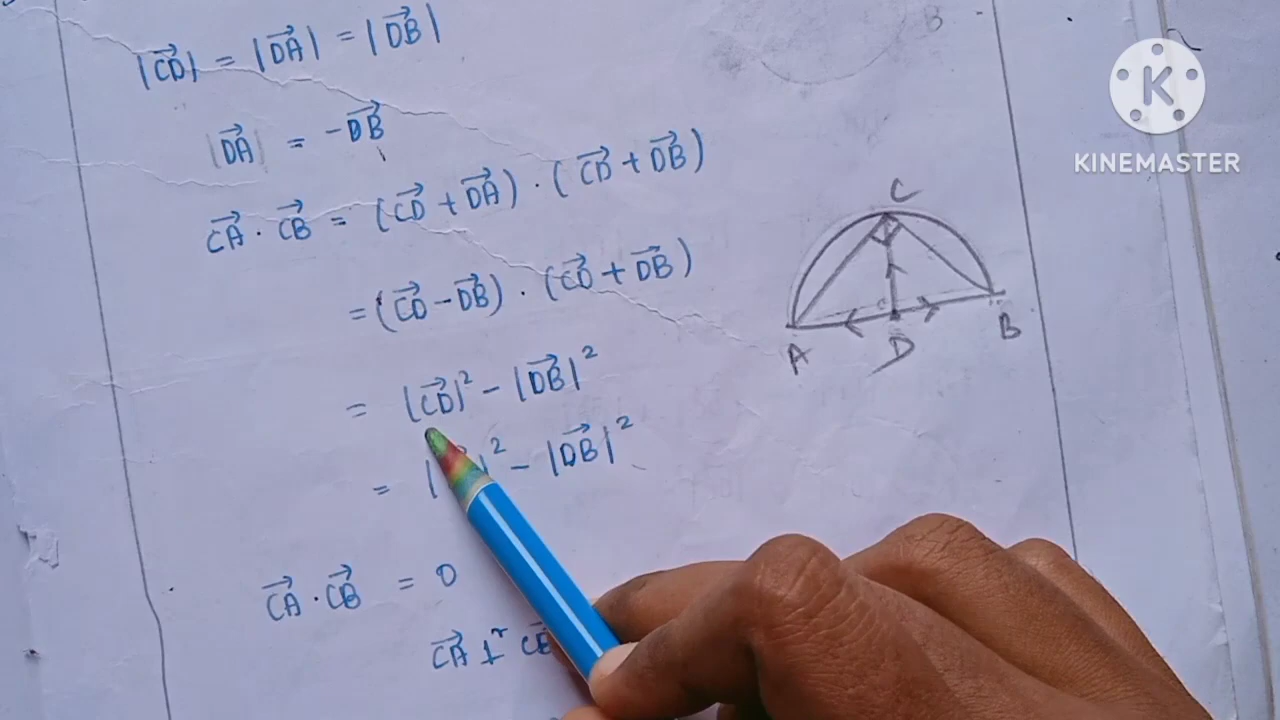 |CD→| = |DA→| = |DB→|
|DA→| = -DB→
CA→ . CB→ = (CD→ + DA→) . (CD→ + DB→)
= (CD→ - DB→) . (CD→ + DB→)
= |CD→|² - |DB→|²
= | |² - |DB→|²
CA→ . CB→ = 0
CA→ ⊥r
C
A
D
B
B
K
KINEMASTER